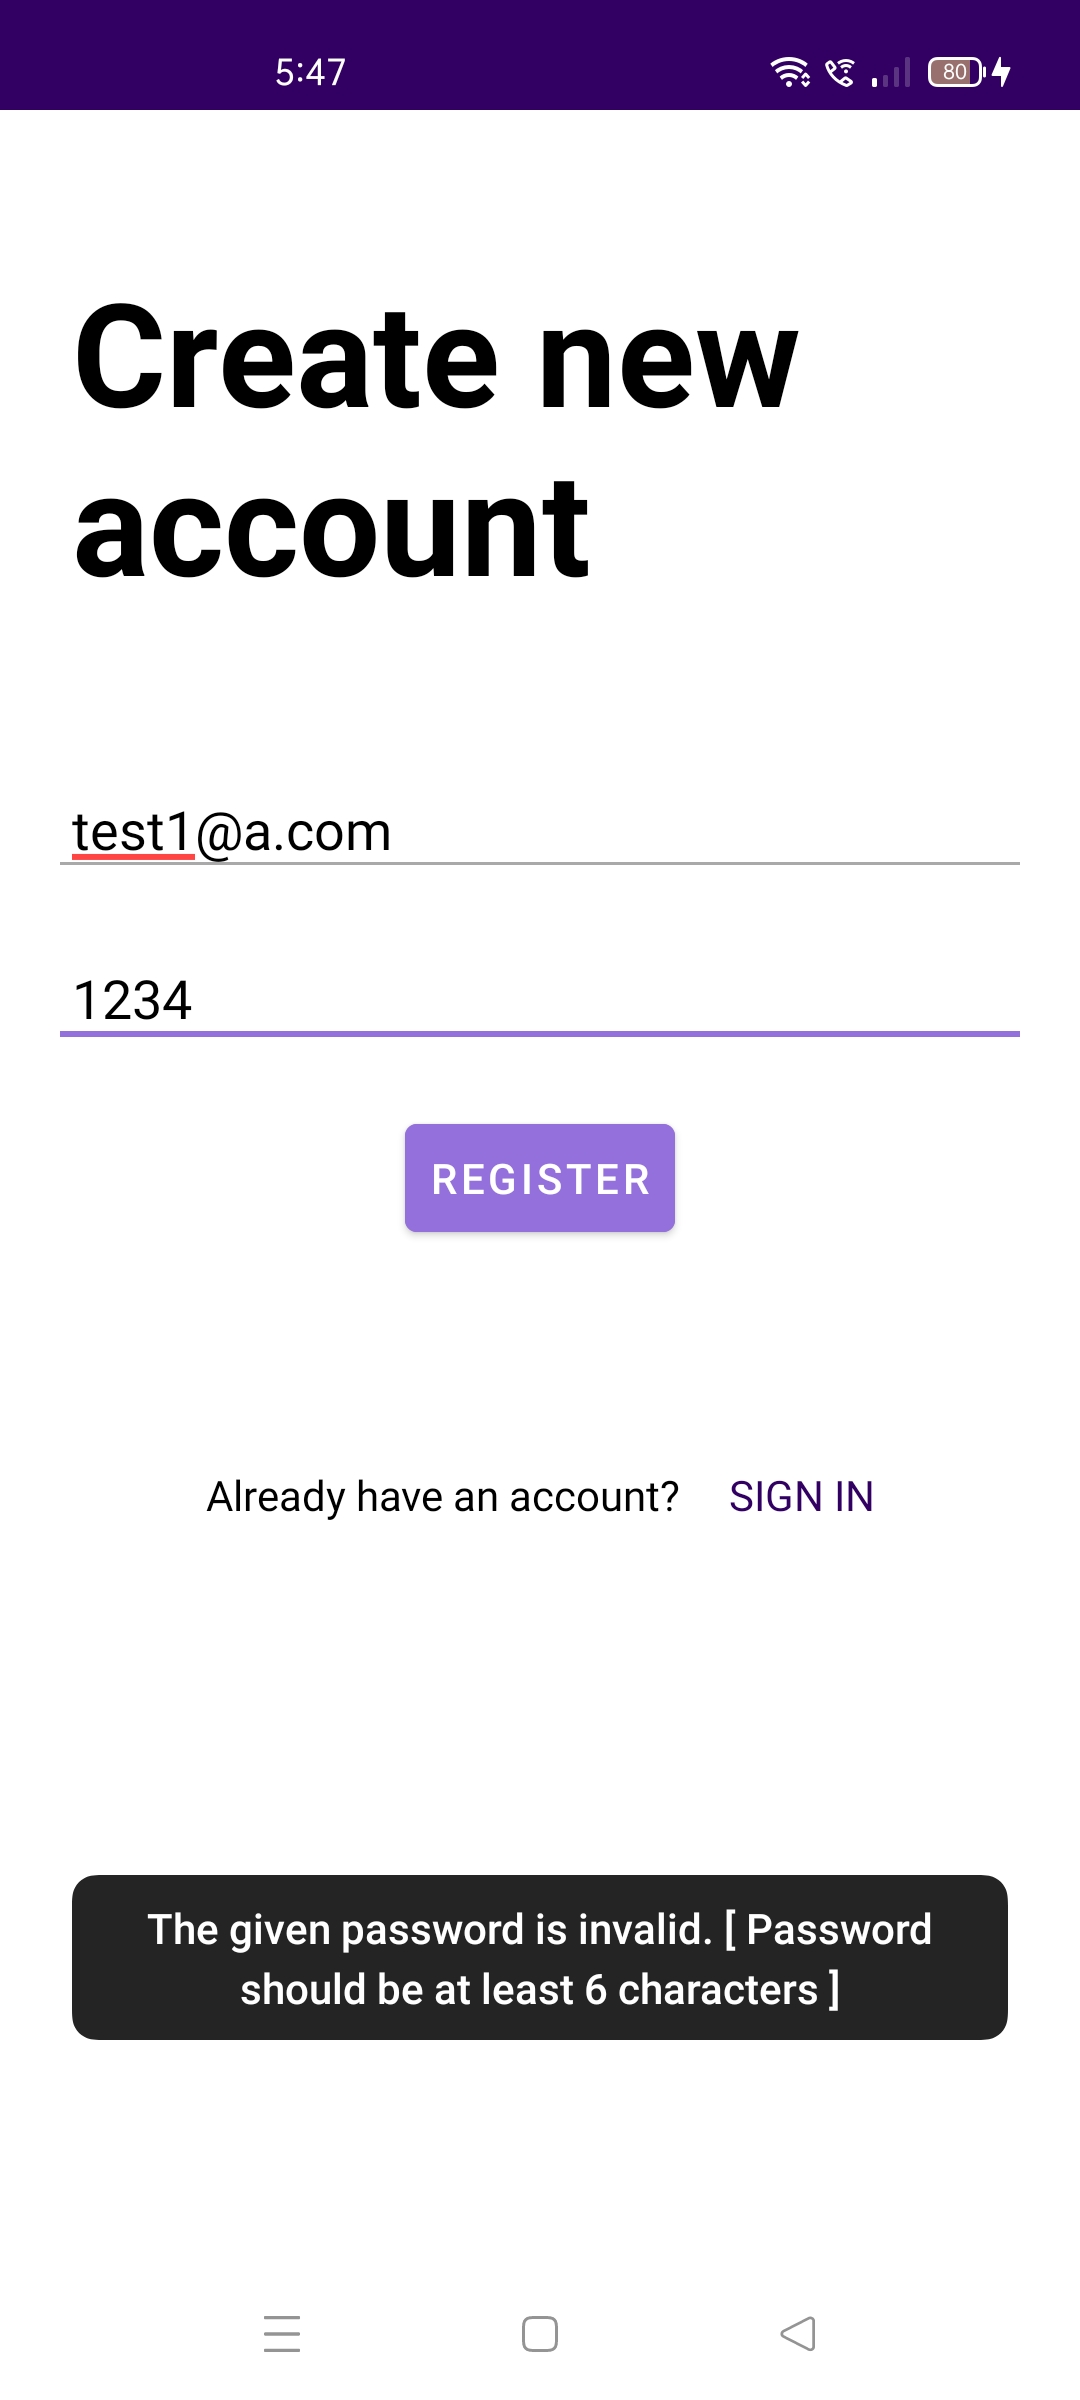 5:47
80
Create new
account
test1@a.com
1234
REGISTER
Already have an account? SIGN IN
The given password is invalid. [ Password
should be at least 6 characters ]